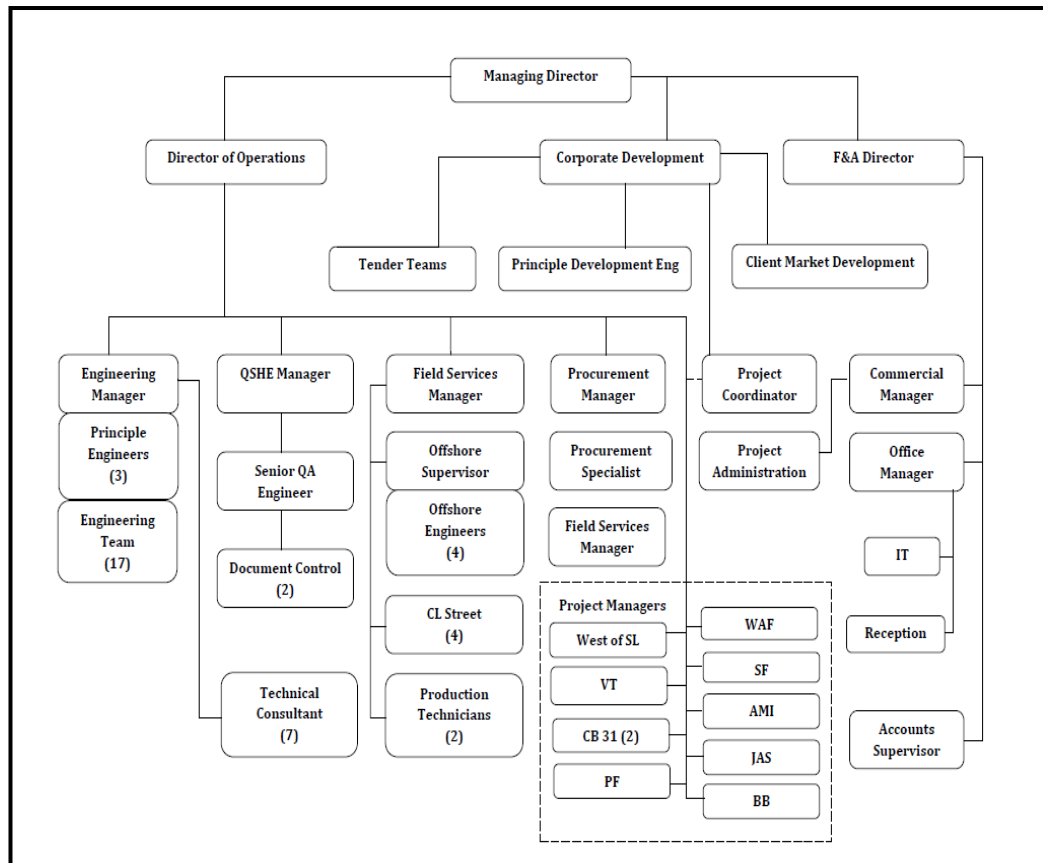 Managing Director
Director of Operations
Corporate Development
F&A Director
Tender Teams
Principle Development Eng
Client Market Development
Engineering
Manager
QSHE Manager
Field Services
Manager
Procurement
Manager
Project
Coordinator
Commercial
Manager
Principle
Engineers
(3)
Senior QA
Engineer
Offshore
Supervisor
Procurement
Specialist
Project
Administration
Office
Manager
Engineering
Team
(17)
Document Control
(2)
Offshore
Engineers
(4)
Field Services
Manager
IT
CL Street
(4)
Project Managers
West of SL
WAF
Reception
VT
SF
Technical
Consultant
(7)
Production
Technicians
(2)
CB 31 (2)
AMI
Accounts
Supervisor
PF
JAS
BB